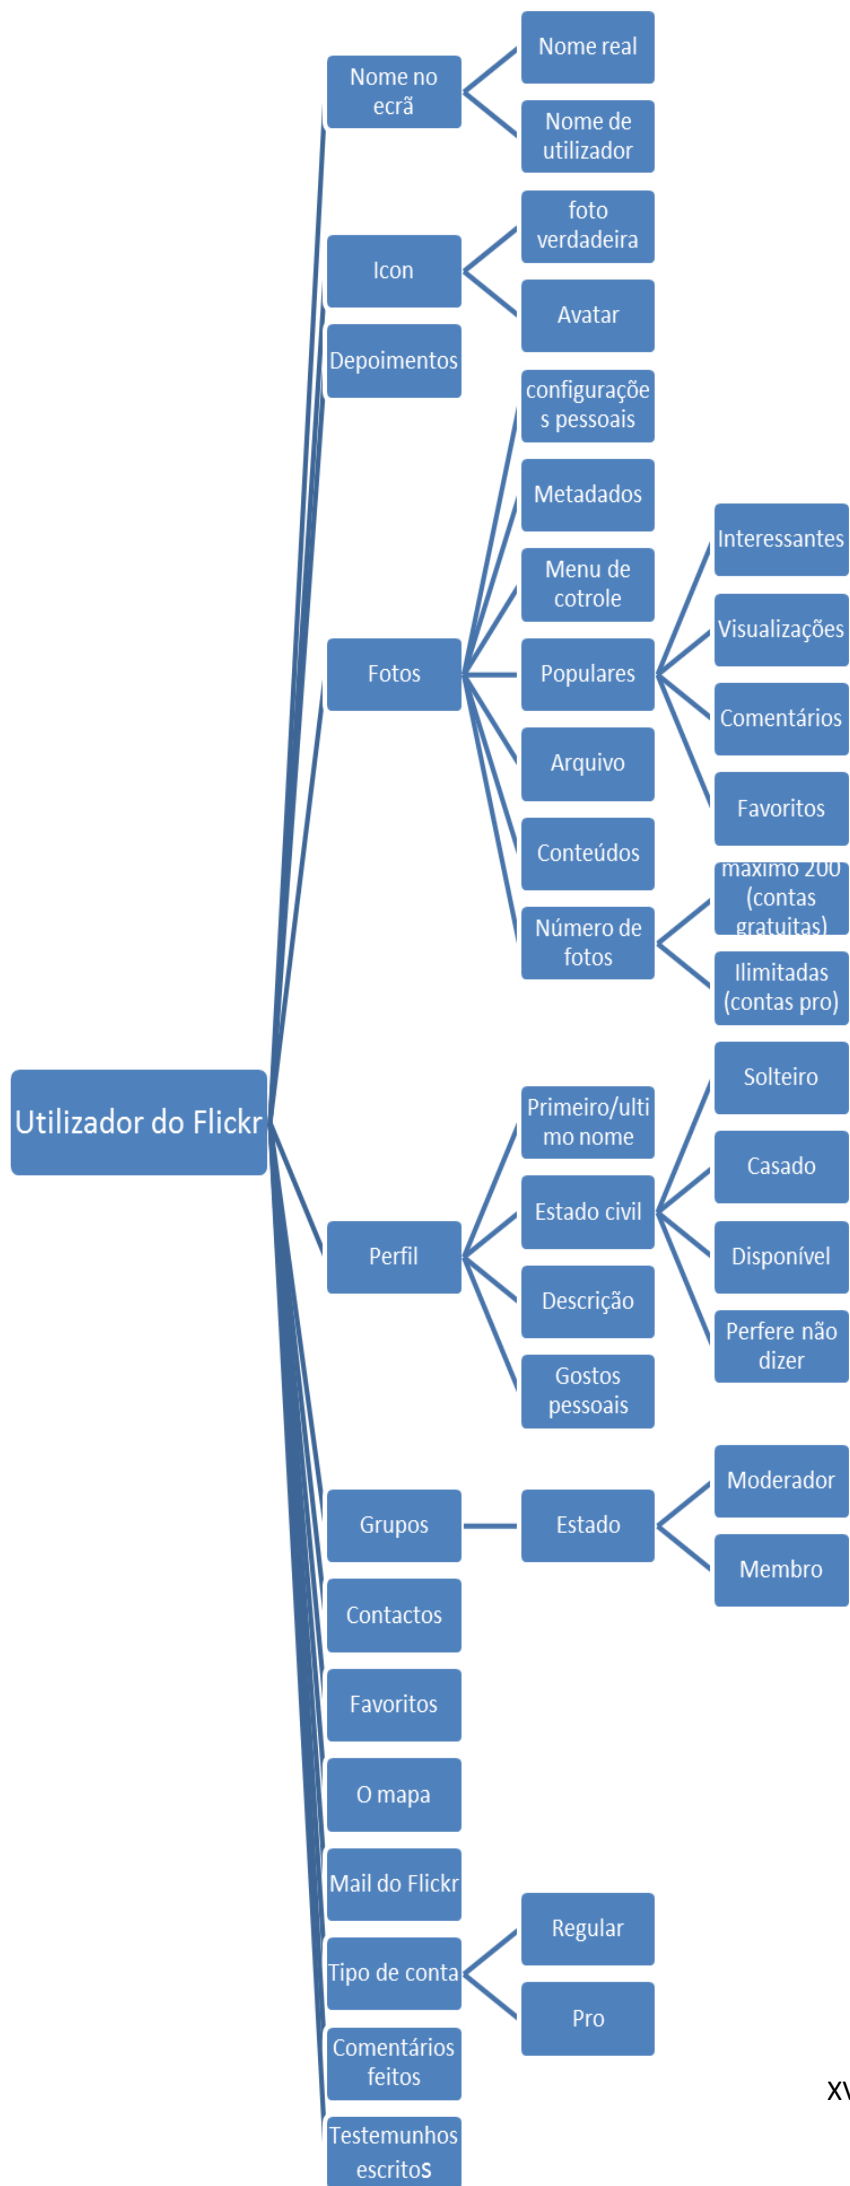 Nome real
Nome no
ecrã
Nome de
utilizador
foto
verdadeira
Icon
Avatar
Depoimentos
configuraçõe
s pessoais
Metadados
Interessantes
Menu de
cotrole
Visualizações
Fotos
Populares
Comentários
Arquivo
Favoritos
Conteúdos
máximo 200
(contas
gratuitas)
Número de
fotos
Ilimitadas
(contas pro)
Solteiro
Utilizador do Flickr
Primeiro/ulti
mo nome
Casado
Estado civil
Perfil
Disponível
Descrição
Perfere não
dizer
Gostos
pessoais
Moderador
Grupos
Estado
Membro
Contactos
Favoritos
O mapa
Mail do Flickr
Regular
Tipo de conta
Pro
Comentários
feitos
XV
Testemunhos
escritos